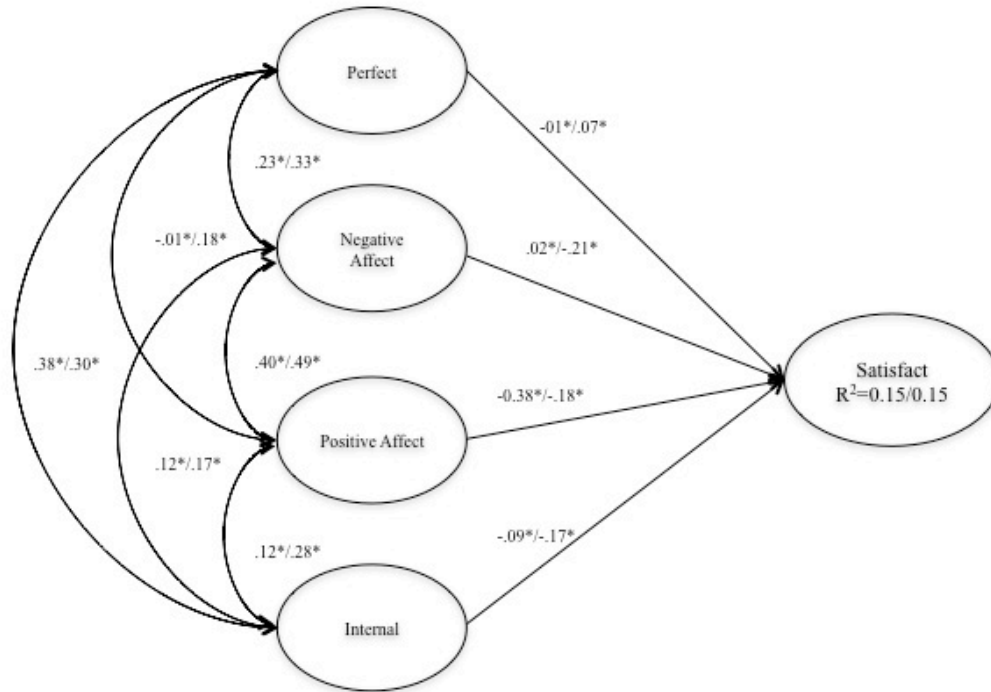 Perfect
-01*/.07*
.23*/.33*
-.01*/.18*
Negative
Affect
.02*/-.21*
.38*/.30*
.40*/.49*
Satisfact
R²=0.15/0.15
-0.38*/-.18*
Positive Affect
.12*/.17*
-.09*/-.17*
.12*/.28*
Internal